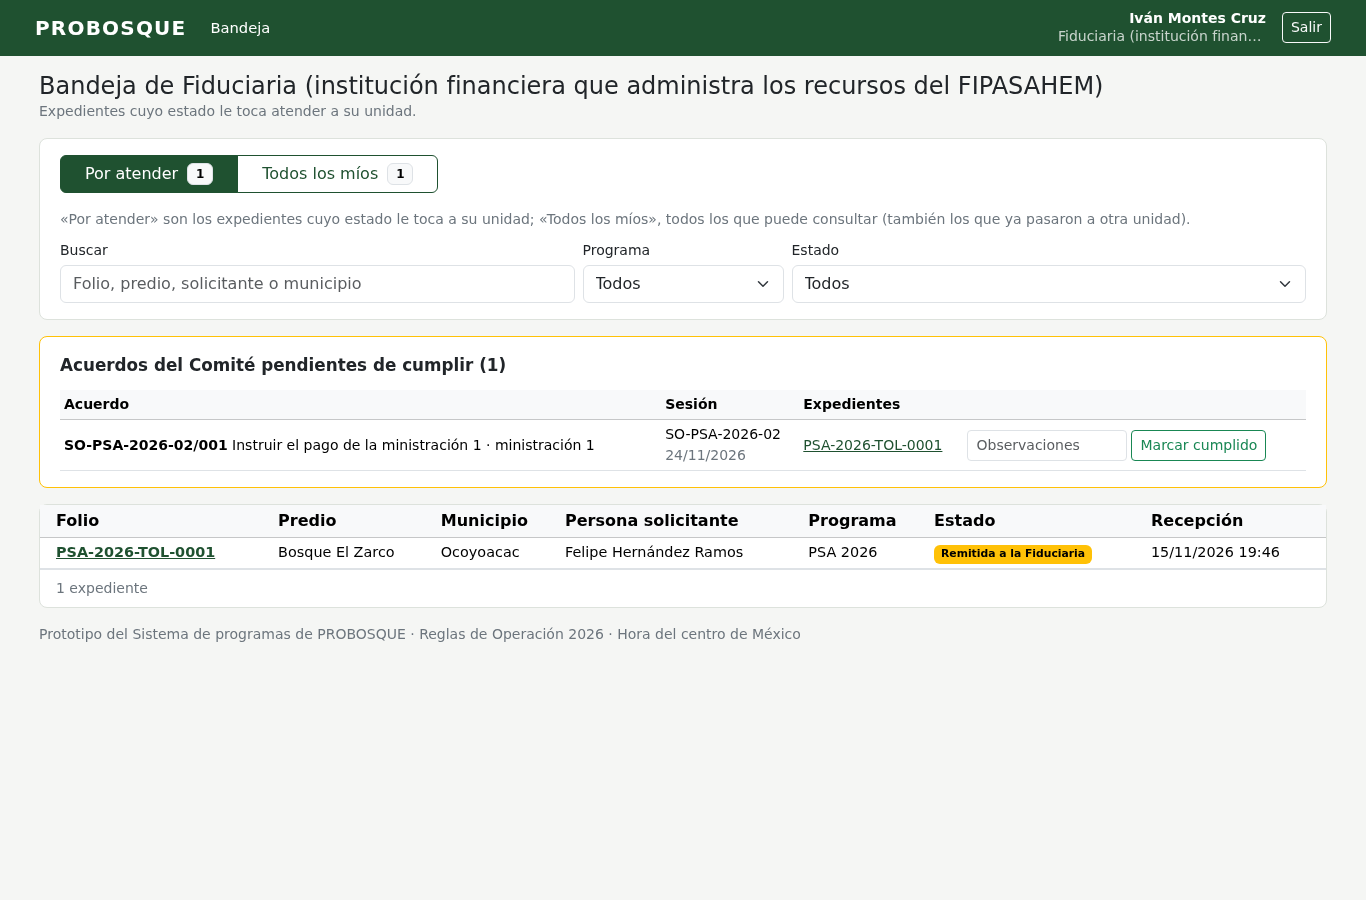 PROBOSQUE Bandeja
Iván Montes Cruz
Fiduciaria (institución finan...
Salir
Bandeja de Fiduciaria (institución financiera que administra los recursos del FIPASAHEM)
Expedientes cuyo estado le toca atender a su unidad.
Por atender 1 Todos los míos 1
«Por atender» son los expedientes cuyo estado le toca a su unidad; «Todos los míos», todos los que puede consultar (también los que ya pasaron a otra unidad).
Buscar Programa Estado
Folio, predio, solicitante o municipio Todos Todos
Acuerdos del Comité pendientes de cumplir (1)
Acuerdo Sesión Expedientes
SO-PSA-2026-02/001 Instruir el pago de la ministración 1 · ministración 1
SO-PSA-2026-02
24/11/2026
PSA-2026-TOL-0001 Observaciones Marcar cumplido
Folio Predio Municipio Persona solicitante Programa Estado Recepción
PSA-2026-TOL-0001 Bosque El Zarco Ocoyoacac Felipe Hernández Ramos PSA 2026 Remitida a la Fiduciaria 15/11/2026 19:46
1 expediente
Prototipo del Sistema de programas de PROBOSQUE · Reglas de Operación 2026 · Hora del centro de México